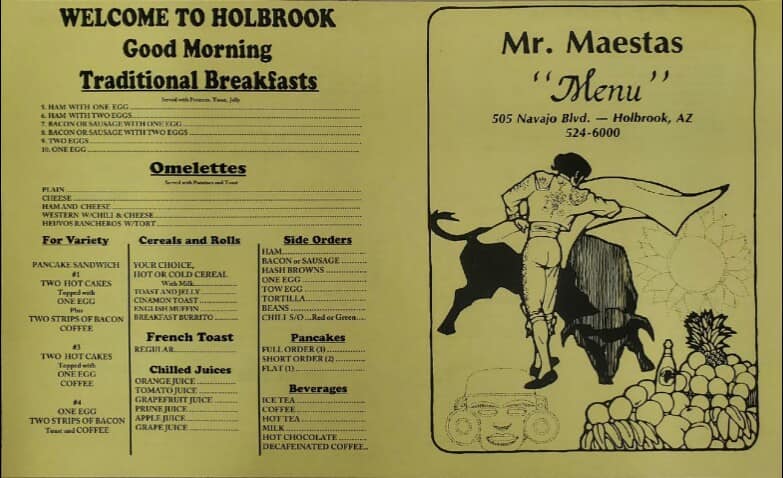 WELCOME TO HOLBROOK
Good Morning
Traditional Breakfasts
Served with Potatoes, Toast, Jelly
5. HAM WITH ONE EGG
6. HAM WITH TWO EGGS
7. BACON OR SAUSAGE WITH ONE EGG
8. BACON OR SAUSAGE WITH TWO EGGS
9. TWO EGGS
10. ONE EGG
Omelettes
Served with Potatoes and Toast
PLAIN
CHEESE
HAM AND CHEESE
WESTERN W/CHILI & CHEESE
HEUVOS RANCHEROS W/TORT
For Variety
PANCAKE SANDWICH
#1
TWO HOT CAKES
Topped with
ONE EGG
Plus
TWO STRIPS OF BACON
COFFEE
#3
TWO HOT CAKES
Topped with
ONE EGG
COFFEE
#4
ONE EGG
TWO STRIPS OF BACON
Toast and COFFEE
Cereals and Rolls
YOUR CHOICE,
HOT OR COLD CEREAL
With Milk
TOAST AND JELLY
CINAMON TOAST
ENGLISH MUFFIN
BREAKFAST BURRITO
French Toast
REGULAR
Chilled Juices
ORANGE JUICE
TOMATO JUICE
GRAPEFRUIT JUICE
PRUNE JUICE
APPLE JUICE
GRAPE JUICE
Side Orders
HAM
BACON or SAUSAGE
HASH BROWNS
ONE EGG
TOW EGG
TORTILLA
BEANS
CHILI S/O ...Red or Green
Pancakes
FULL ORDER (3)
SHORT ORDER (2)
FLAT (1)
Beverages
ICE TEA
COFFEE
HOT TEA
MILK
HOT CHOCOLATE
DECAFEINATED COFFEE
Mr. Maestas
"Menu"
505 Navajo Blvd. — Holbrook, AZ
524-6000